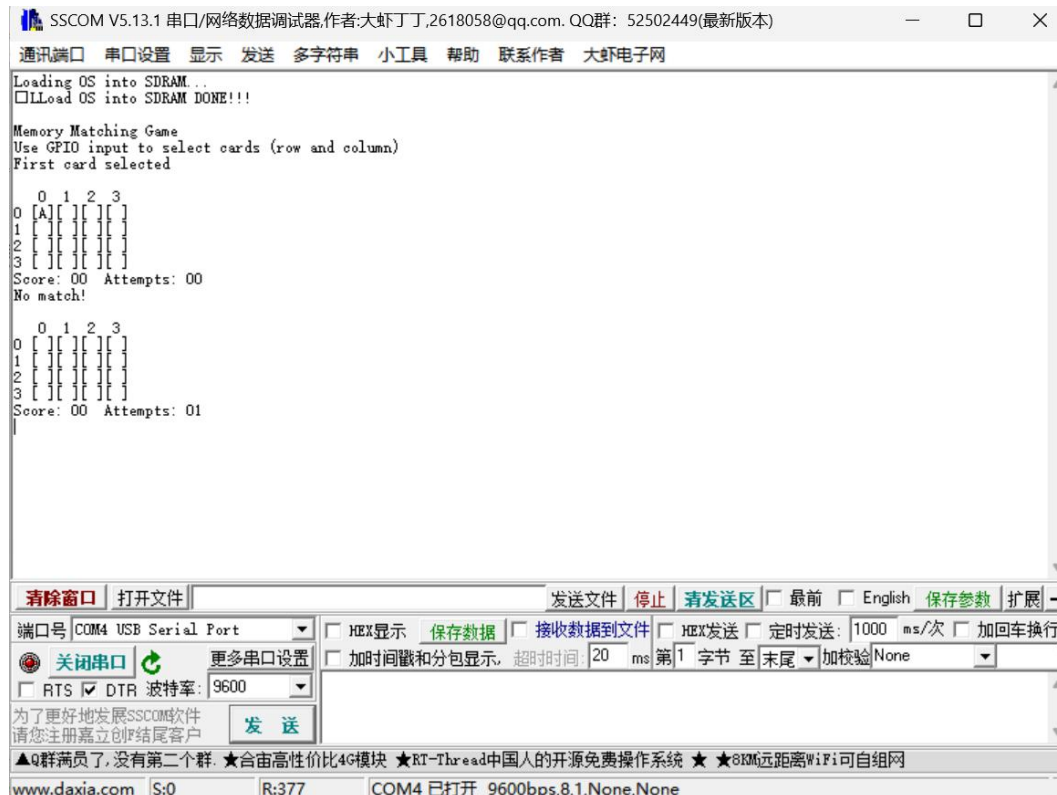 SSCOM V5.13.1 串口/网络数据调试器,作者:大虾丁丁,2618058@qq.com. QQ群: 52502449(最新版本)
通讯端口 串口设置 显示 发送 多字符串 小工具 帮助 联系作者 大虾电子网
Loading OS into SDRAM...
□LLoad OS into SDRAM DONE!!!
Memory Matching Game
Use GPIO input to select cards (row and column)
First card selected
0 1 2 3
0 [A][ ][ ][ ]
1 [ ][ ][ ][ ]
2 [ ][ ][ ][ ]
3 [ ][ ][ ][ ]
Score: 00 Attempts: 00
No match!
0 1 2 3
0 [ ][ ][ ][ ]
1 [ ][ ][ ][ ]
2 [ ][ ][ ][ ]
3 [ ][ ][ ][ ]
Score: 00 Attempts: 01
清除窗口 打开文件 发送文件 停止 清发送区 最前 English 保存参数 扩展 -
端口号 COM4 USB Serial Port HEX显示 保存数据 接收数据到文件 HEX发送 定时发送: 1000 ms/次 加回车换行
关闭串口 更多串口设置 加时间戳和分包显示, 超时时间: 20 ms 第1 字节 至 末尾 加校验 None
RTS DTR 波特率: 9600
为了更好地发展SSCOM软件
请您注册嘉立创F结尾客户
发 送
▲Q群满员了,没有第二个群. ★合宙高性价比4G模块 ★RT-Thread中国人的开源免费操作系统 ★ ★8KM远距离WiFi可自组网
www.daxia.com S:0 R:377 COM4 已打开 9600bps,8,1,None,None